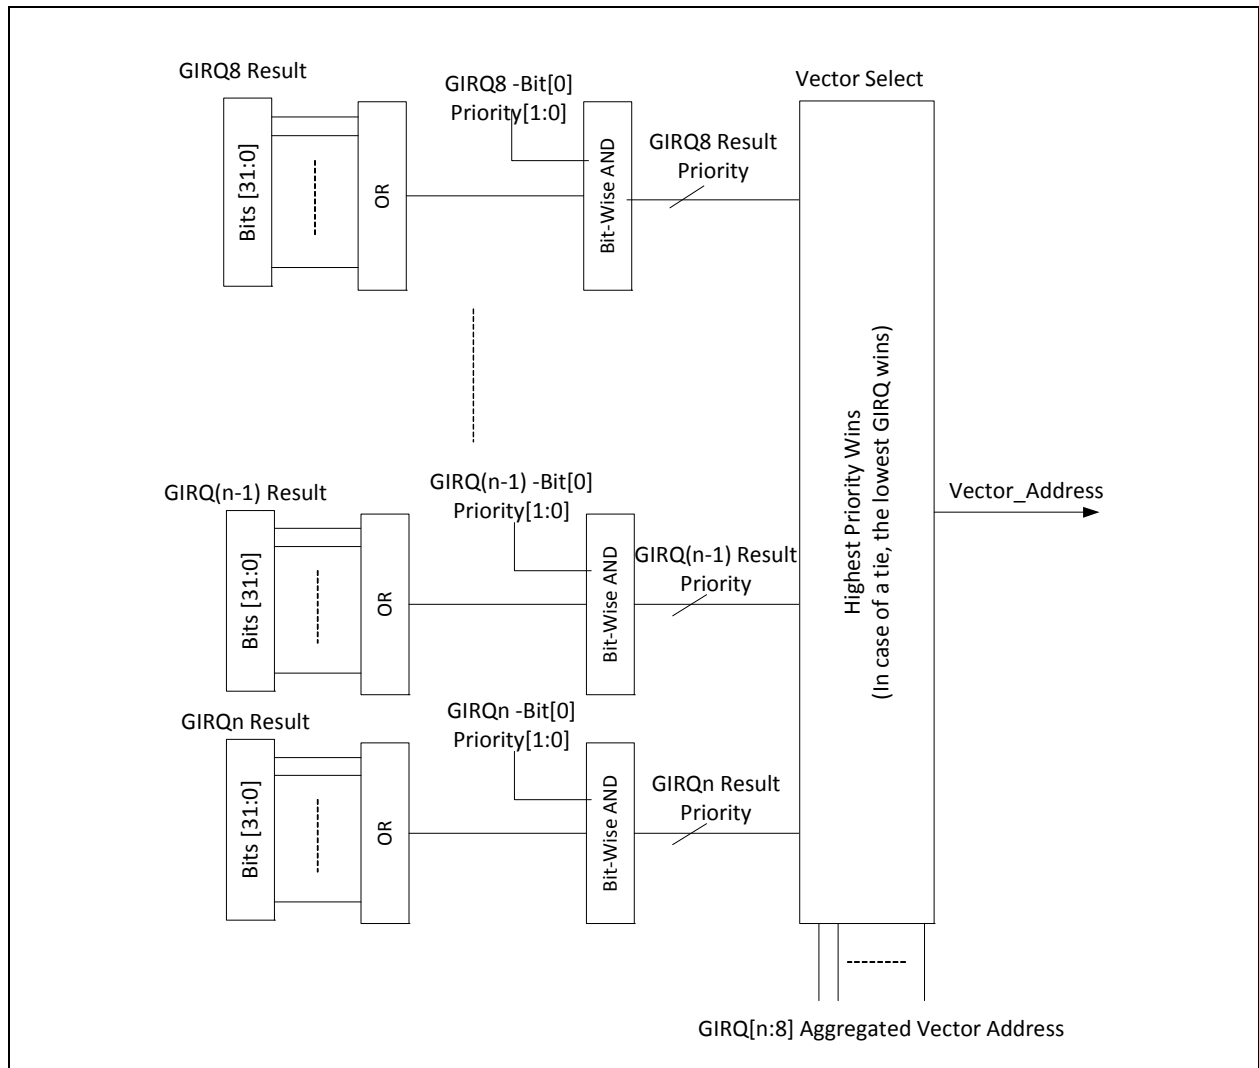 GIRQ8 Result
Bits [31:0]
OR
GIRQ8 -Bit[0]
Priority[1:0]
Bit-Wise AND
GIRQ8 Result
Priority
Vector Select
Highest Priority Wins
(In case of a tie, the lowest GIRQ wins)
Vector_Address
GIRQ(n-1) Result
Bits [31:0]
OR
GIRQ(n-1) -Bit[0]
Priority[1:0]
Bit-Wise AND
GIRQ(n-1) Result
Priority
GIRQn Result
Bits [31:0]
OR
GIRQn -Bit[0]
Priority[1:0]
Bit-Wise AND
GIRQn Result
Priority
GIRQ[n:8] Aggregated Vector Address